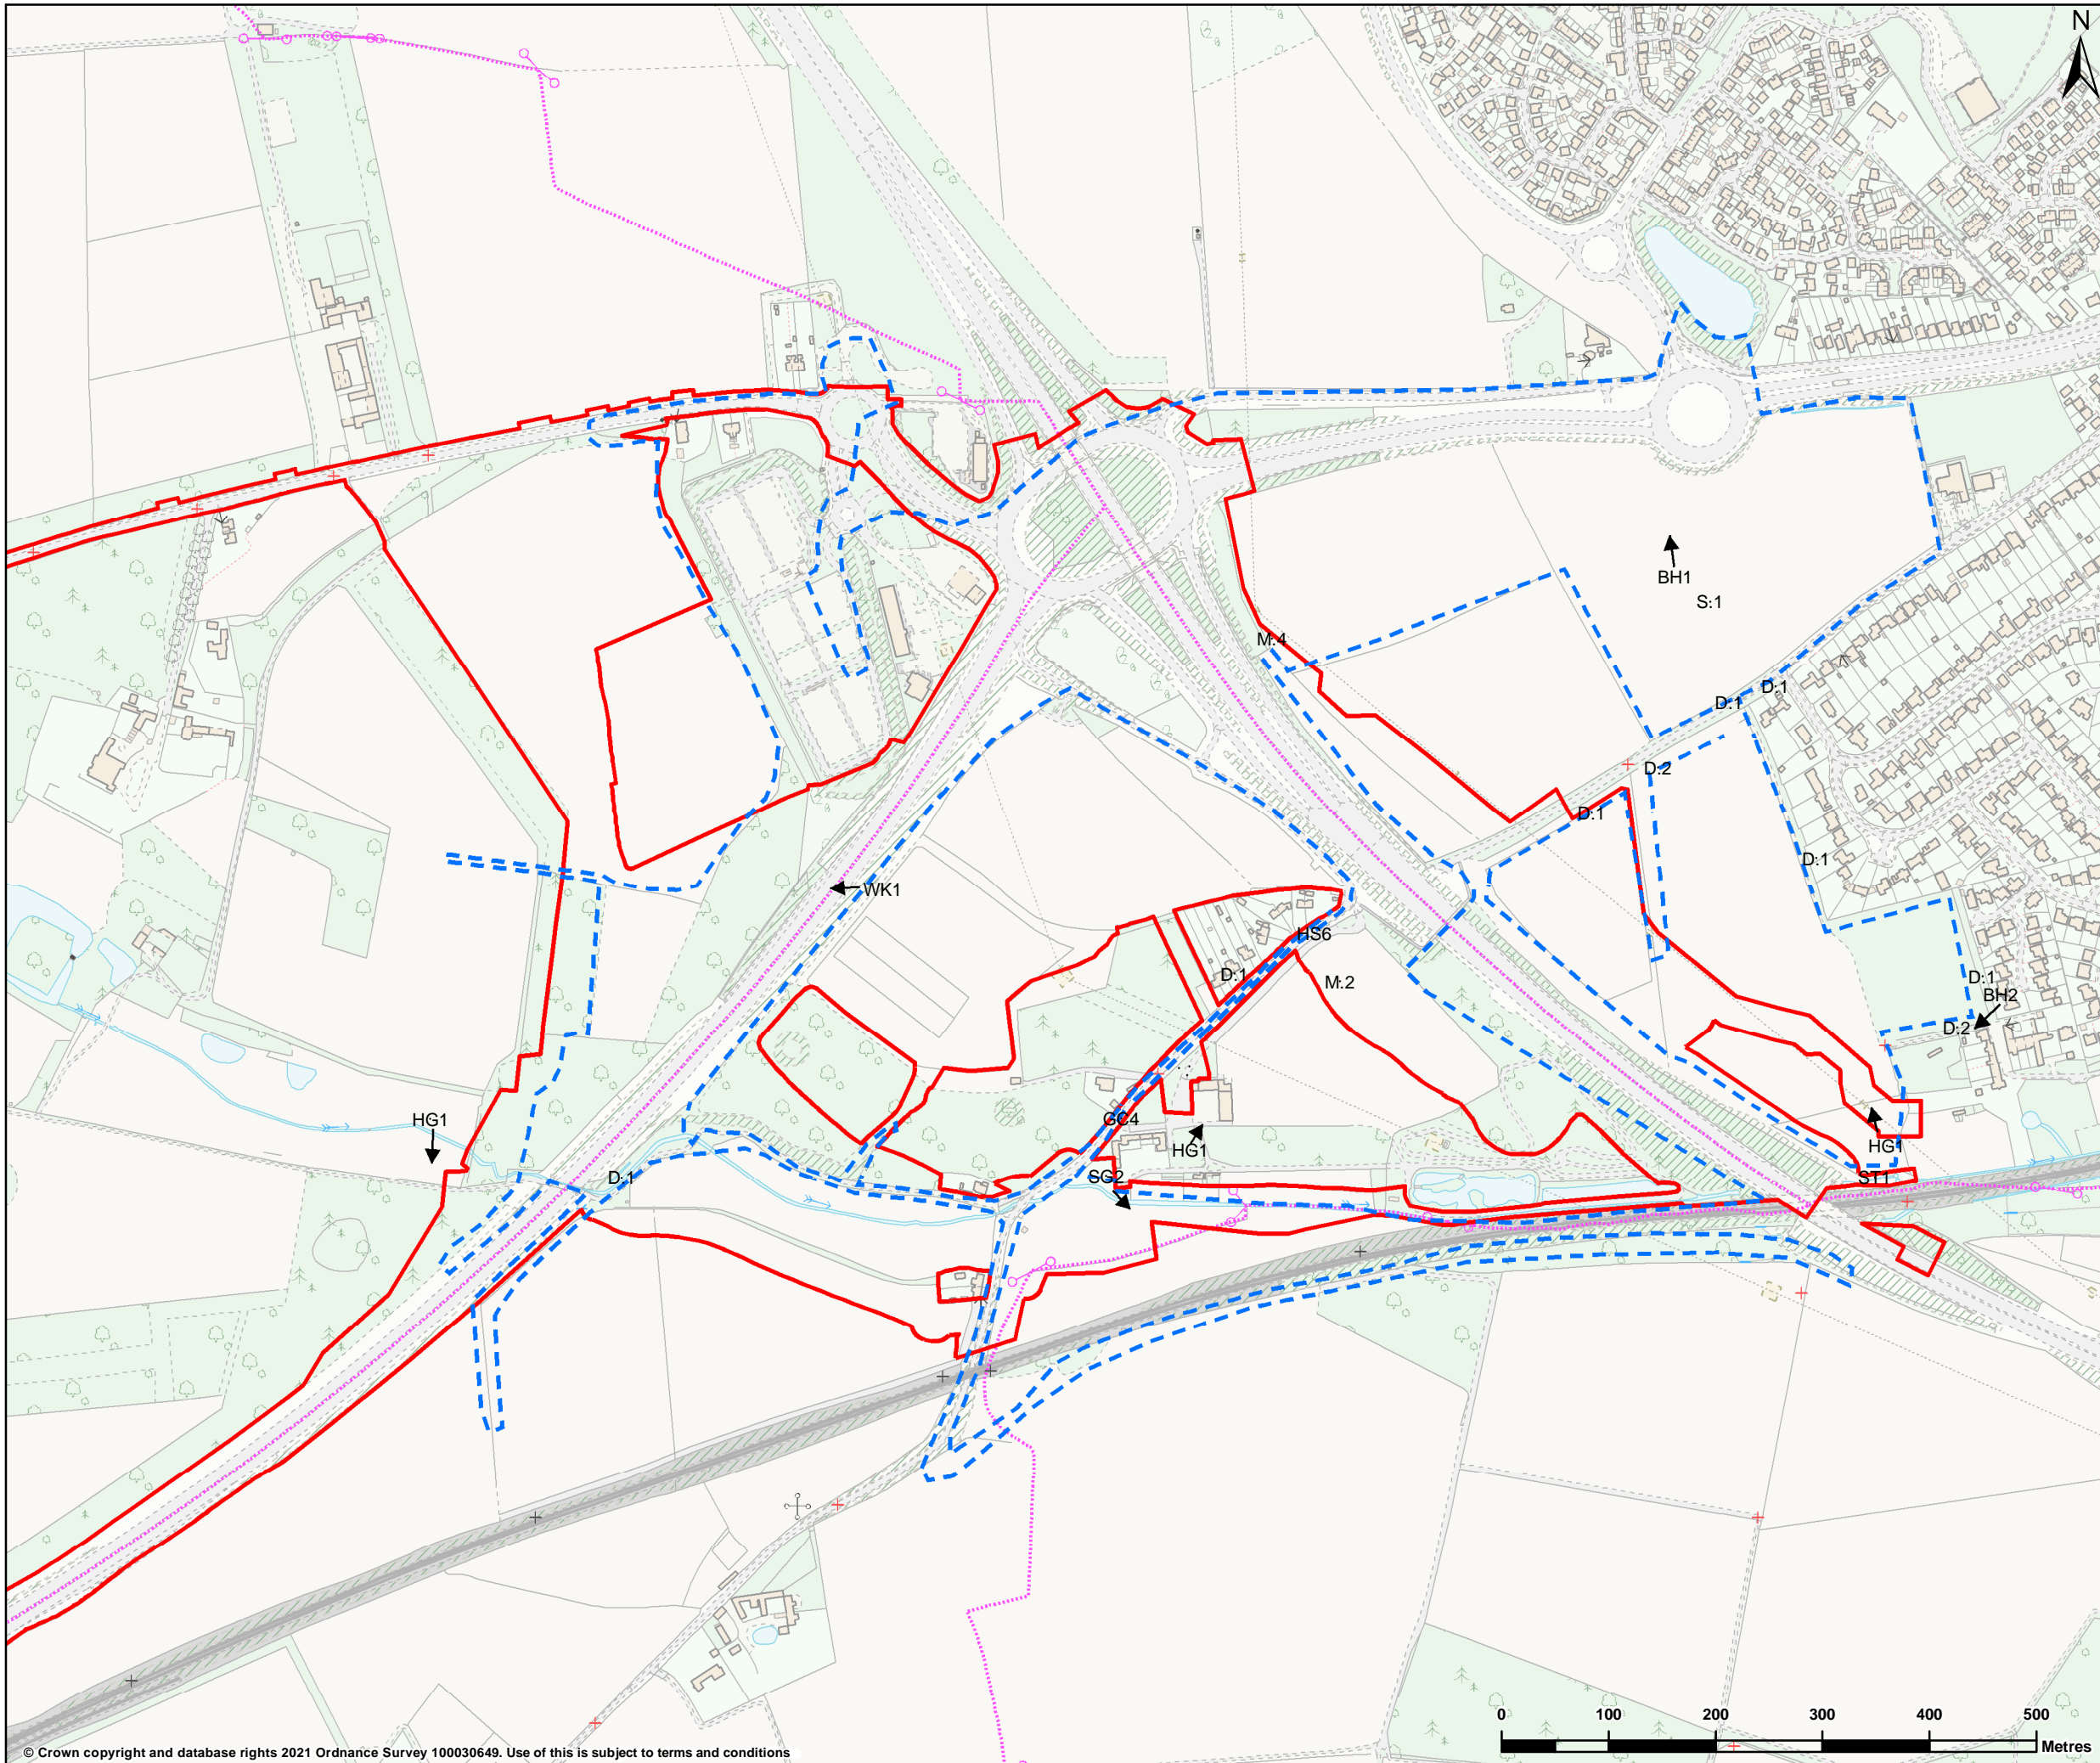 N
BH1
S:1
M:4
D:1
D:1
D:2
D:1
D:1
WK1
HS6
D:1
M:2
D:1
BH2
D:2
HG1
GC4
HG1
HG1
SG2
D:1
ST1
0 100 200 300 400 500
Metres
© Crown copyright and database rights 2021 Ordnance Survey 100030649. Use of this is subject to terms and conditions